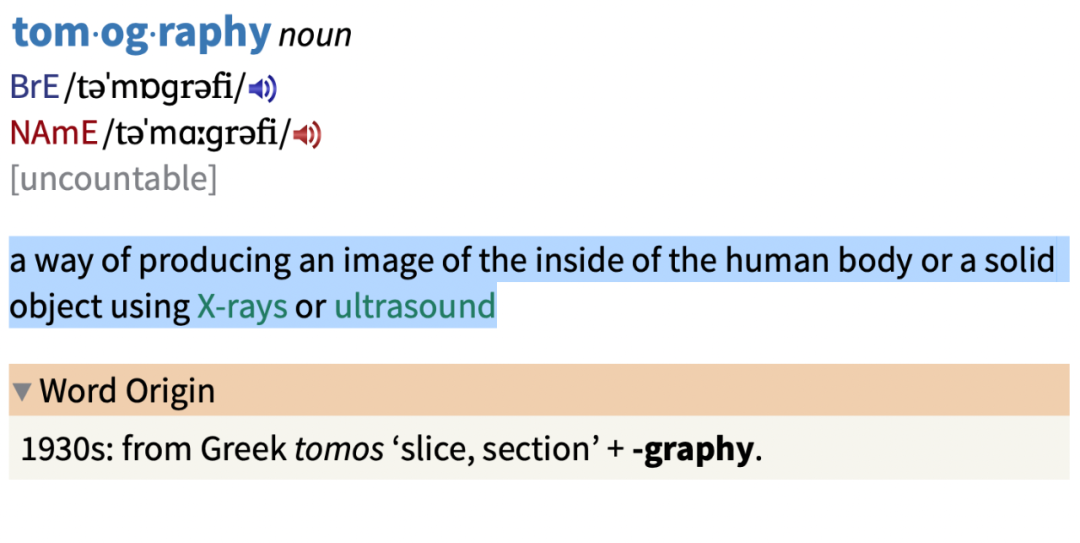 tom·og·raphy noun
BrE /təˈmɒɡrəfi/
NAmE /təˈmɑːɡrəfi/
[uncountable]
a way of producing an image of the inside of the human body or a solid
object using X-rays or ultrasound
▼ Word Origin
1930s: from Greek tomos ‘slice, section’ + -graphy.